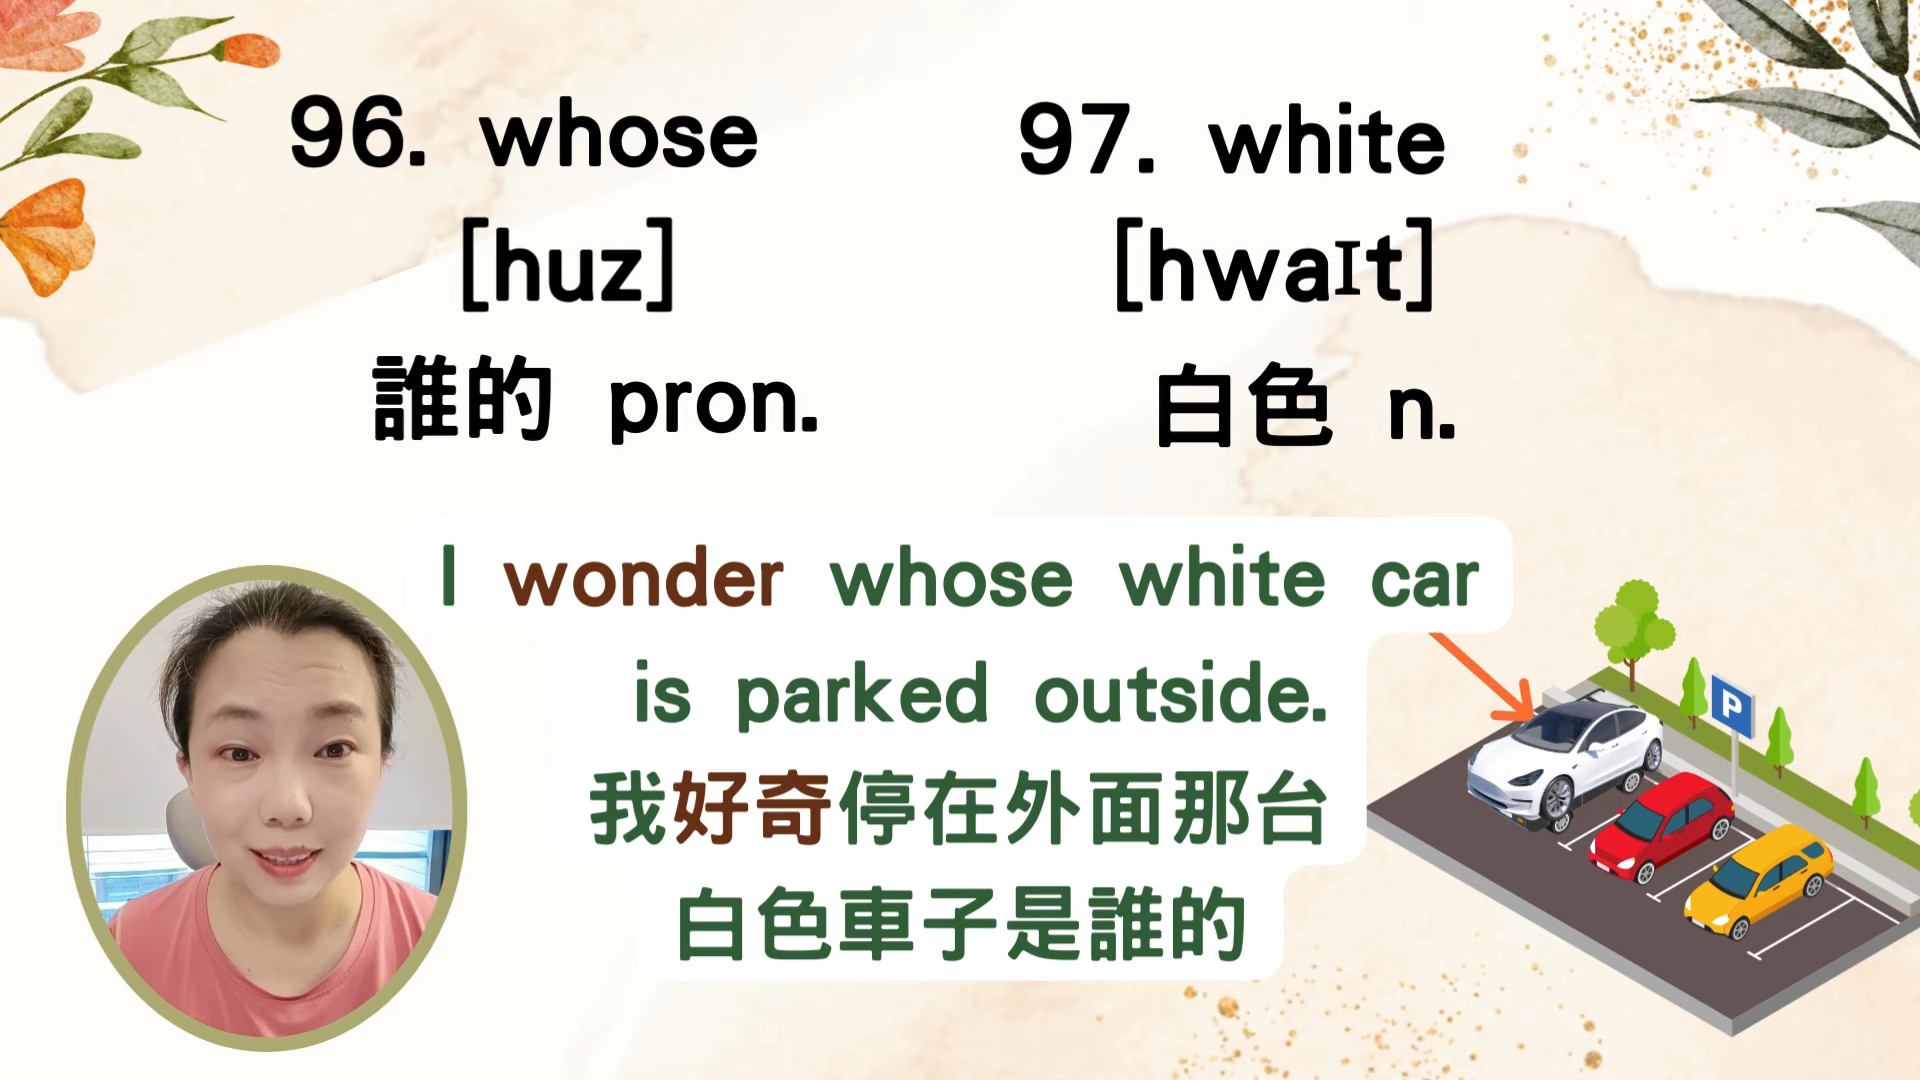 96. whose
[huz]
誰的 pron.
97. white
[hwaɪt]
白色 n.
I wonder whose white car
is parked outside.
我好奇停在外面那台
白色車子是誰的
P